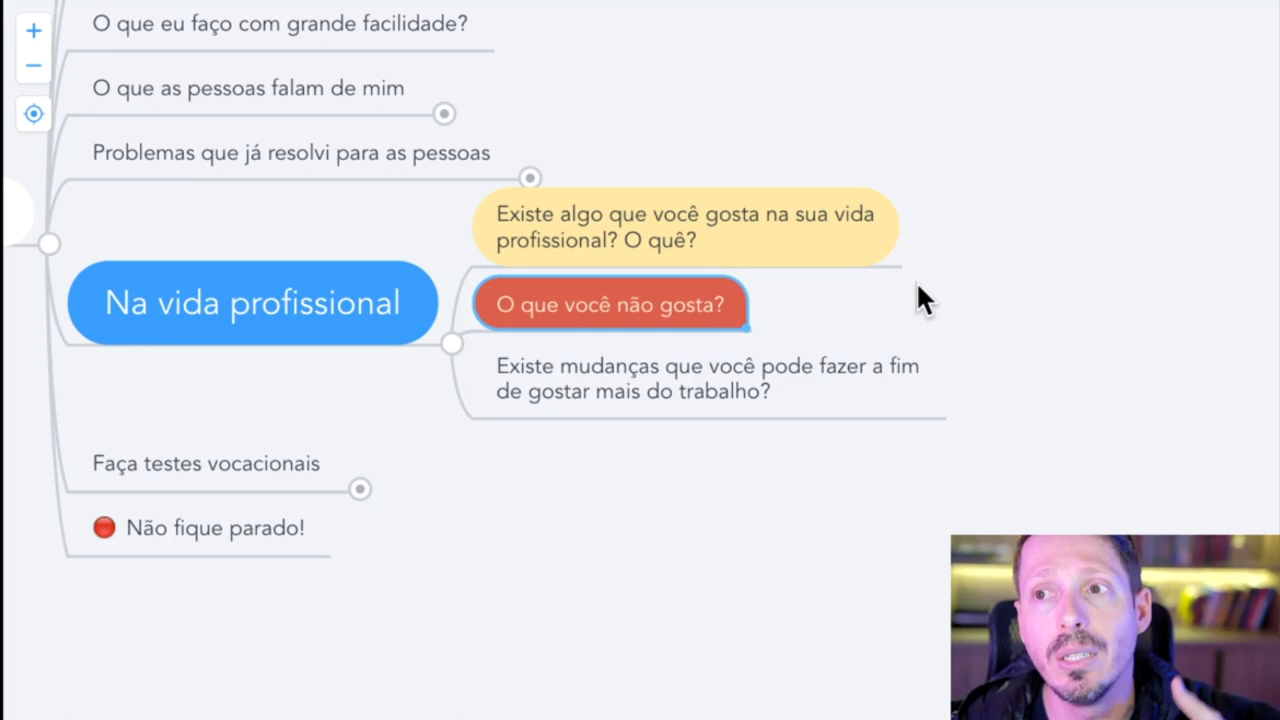 O que eu faço com grande facilidade?
O que as pessoas falam de mim
Problemas que já resolvi para as pessoas
Existe algo que você gosta na sua vida
profissional? O quê?
Na vida profissional
O que você não gosta?
Existe mudanças que você pode fazer a fim
de gostar mais do trabalho?
Faça testes vocacionais
Não fique parado!